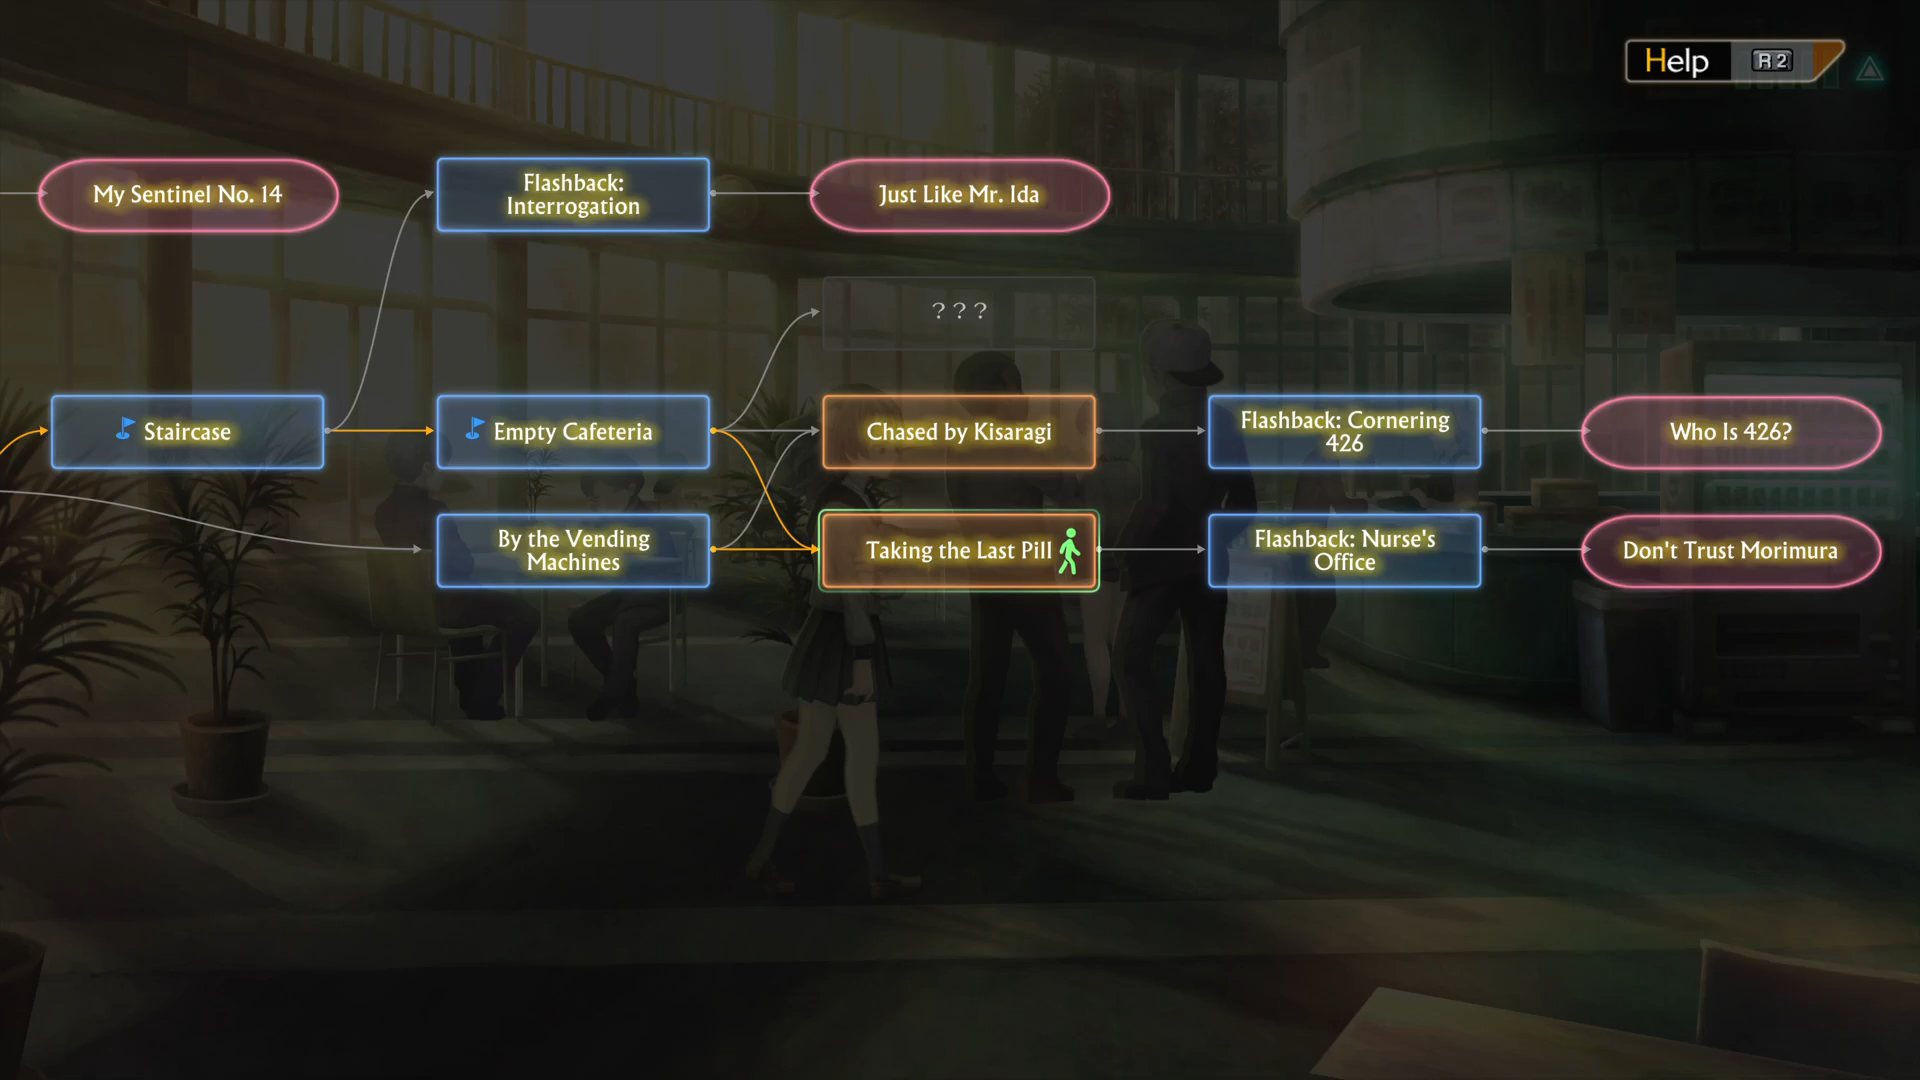 Help R2
My Sentinel No. 14
Flashback:
Interrogation
Just Like Mr. Ida
? ? ?
Staircase
Empty Cafeteria
Chased by Kisaragi
Flashback: Cornering
426
Who Is 426?
By the Vending
Machines
Taking the Last Pill
Flashback: Nurse's
Office
Don't Trust Morimura